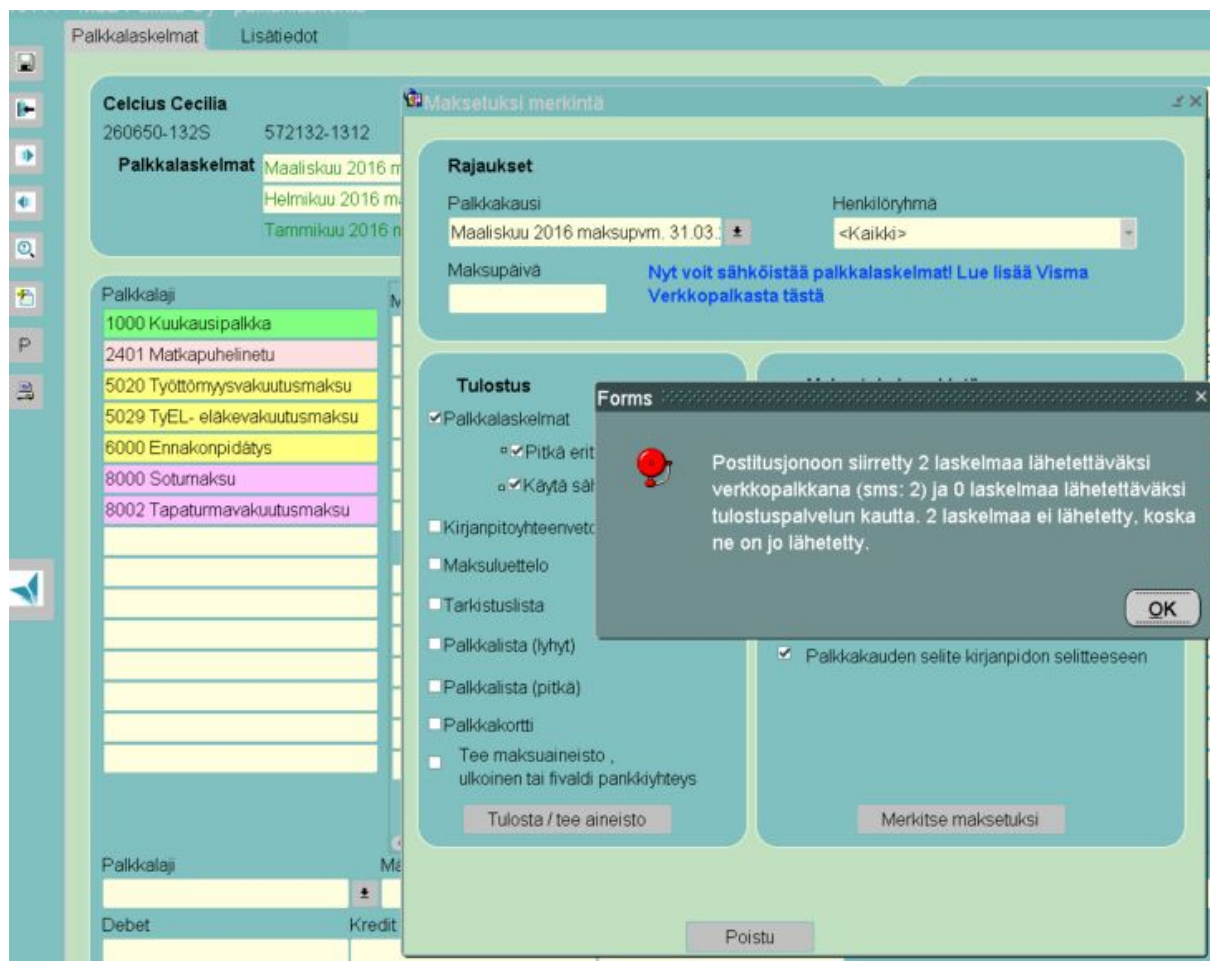 Palkkalaskelmat Lisätiedot
Celcius Cecilia
260650-132S 572132-1312
Palkkalaskelmat Maaliskuu 2016
Helmikuu 2016
Tammikuu 2016
Palkkalaji
1000 Kuukausipalkka
2401 Matkapuhelinetu
5020 Työttömyysvakuutusmaksu
5029 TyEL- eläkevakuutusmaksu
6000 Ennakonpidätys
8000 Sotumaksu
8002 Tapaturmavakuutusmaksu
P
Palkkalaji
Debet Kredit
Maksetuksi merkintä
Rajaukset
Palkkakausi Henkilöryhmä
Maaliskuu 2016 maksupvm. 31.03. <Kaikki>
Maksupäivä
Nyt voit sähköistää palkkalaskelmat! Lue lisää Visma
Verkkopalkasta tästä
Tulostus
Palkkalaskelmat
Pitkä erit
Käytä säh
Kirjanpitoyhteenveto
Maksuluettelo
Tarkistuslista
Palkkalista (lyhyt)
Palkkalista (pitkä)
Palkkakortti
Tee maksuaineisto ,
ulkoinen tai fivaldi pankkiyhteys
Tulosta / tee aineisto
Forms
Postitusjonoon siirretty 2 laskelmaa lähetettäväksi
verkkopalkkana (sms: 2) ja 0 laskelmaa lähetettäväksi
tulostuspalvelun kautta. 2 laskelmaa ei lähetetty, koska
ne on jo lähetetty.
OK
Palkkakauden selite kirjanpidon selitteeseen
Merkitse maksetuksi
Poistu